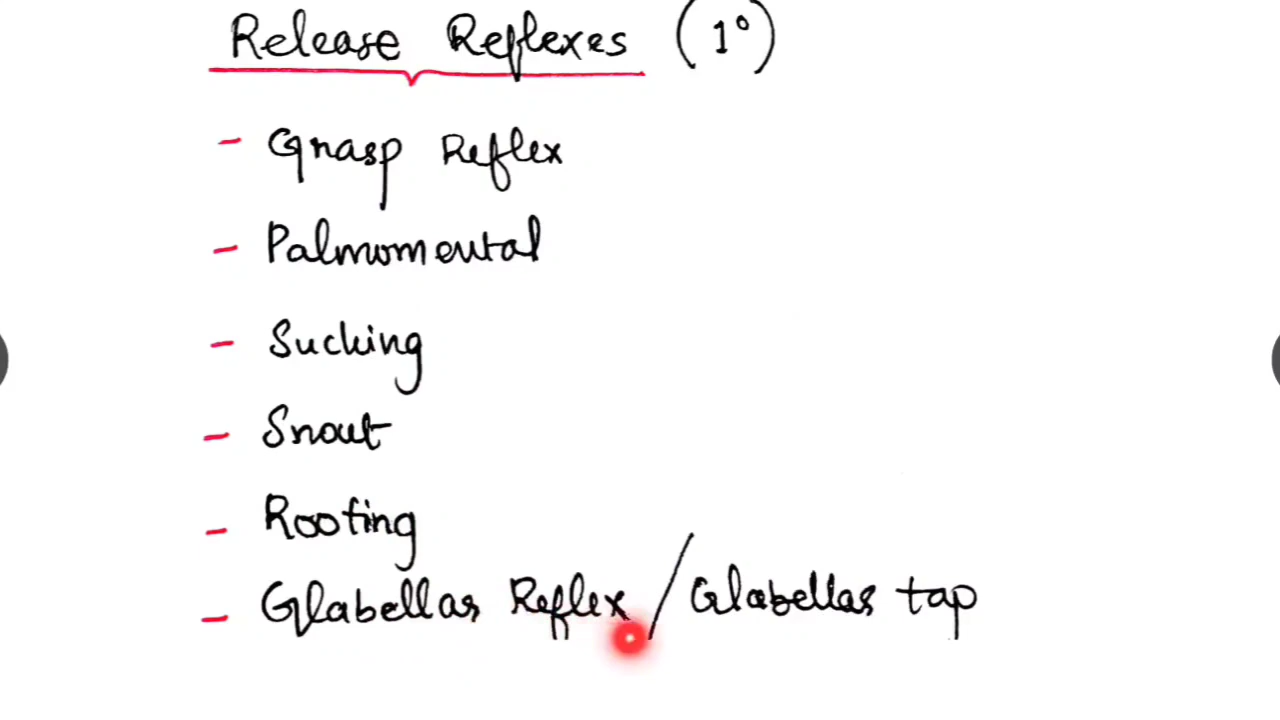 Release Reflexes (1°)
- Grasp Reflex
- Palmomental
- Sucking
- Snout
- Rooting
- Glabellar Reflex / Glabellar tap